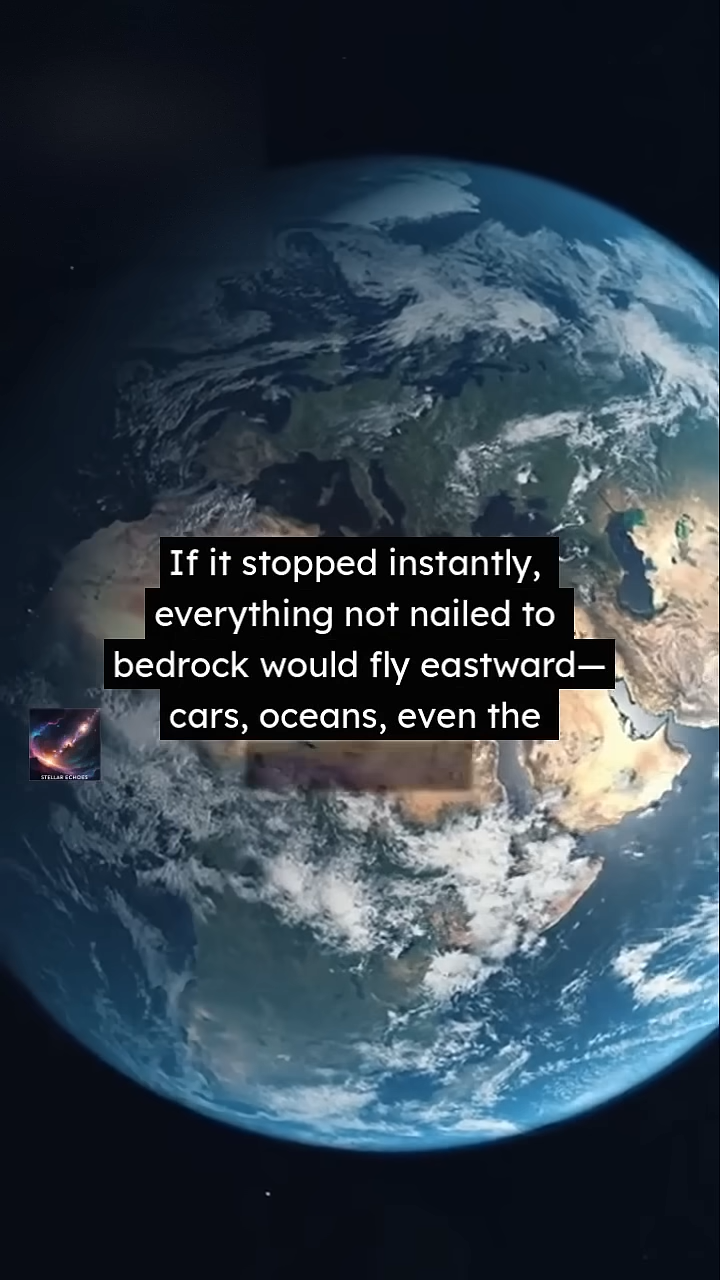 If it stopped instantly,
everything not nailed to
bedrock would fly eastward—
cars, oceans, even the
STELLAR ECHOES